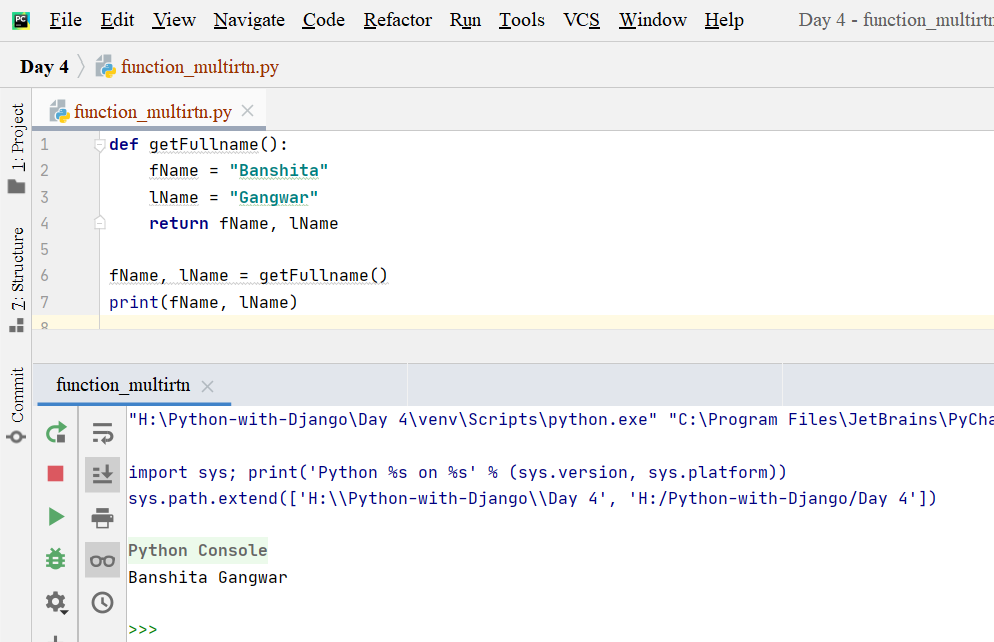 PC File Edit View Navigate Code Refactor Run Tools VCS Window Help Day 4 - function_multirtn
Day 4 function_multirtn.py
function_multirtn.py
1: Project
7: Structure
Commit
1 def getFullname():
2 fName = "Banshita"
3 lName = "Gangwar"
4 return fName, lName
5
6 fName, lName = getFullname()
7 print(fName, lName)
8
function_multirtn
"H:\Python-with-Django\Day 4\venv\Scripts\python.exe" "C:\Program Files\JetBrains\PyCha
import sys; print('Python %s on %s' % (sys.version, sys.platform))
sys.path.extend(['H:\\Python-with-Django\\Day 4', 'H:/Python-with-Django/Day 4'])
Python Console
Banshita Gangwar
>>>